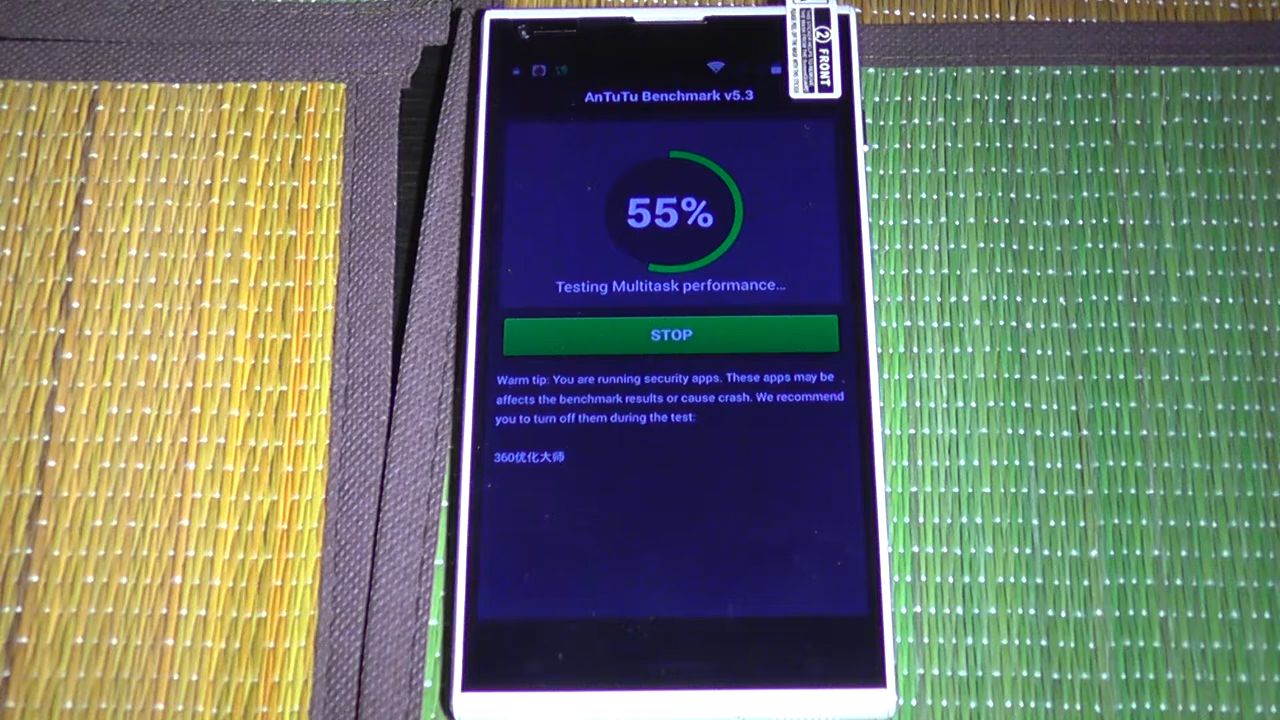 (2) FRONT
AnTuTu Benchmark v5.3
55%
Testing Multitask performance...
STOP
Warm tip: You are running security apps. These apps may be
affects the benchmark results or cause crash. We recommend
you to turn off them during the test:
360优化大师